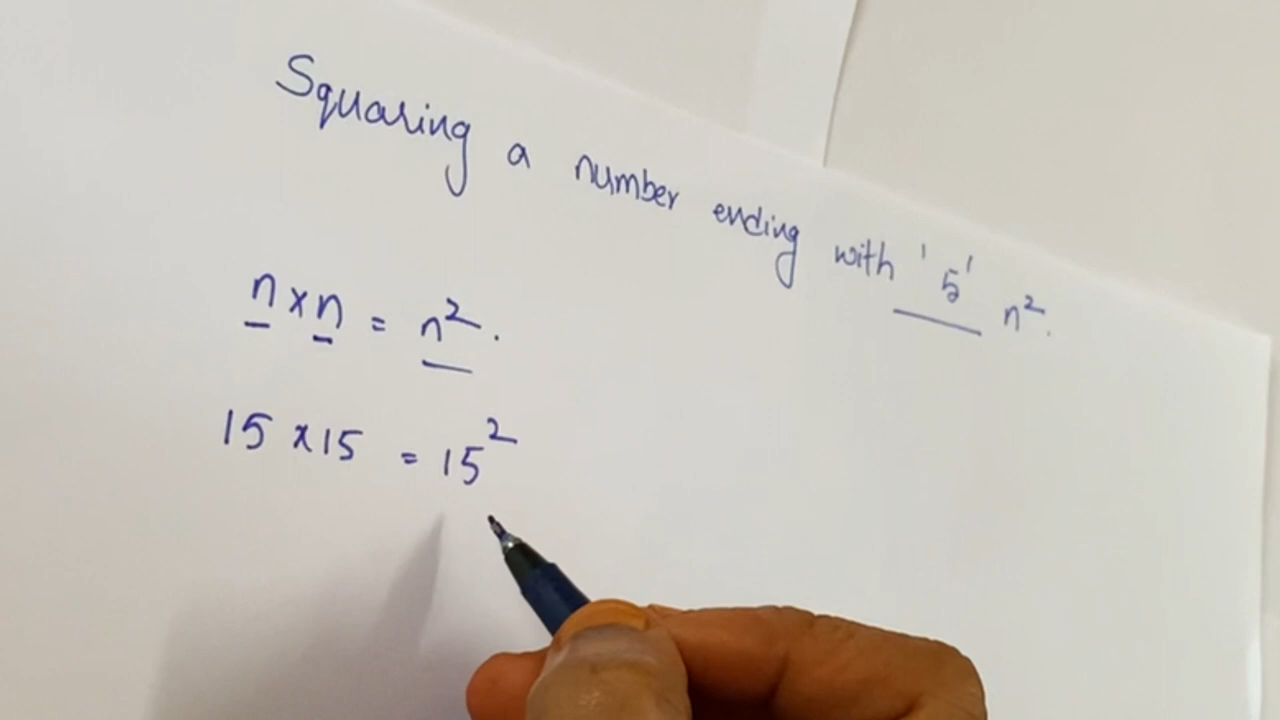 Squaring a number ending with '5' n².
n x n = n².
15 x 15 = 15²